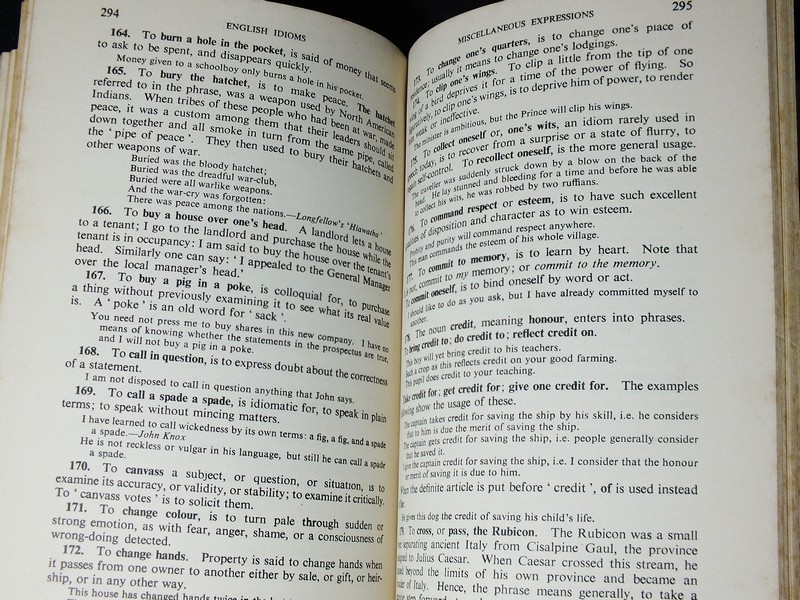 294
ENGLISH IDIOMS
164. To burn a hole in the pocket, is said of money that seems
to ask to be spent, and disappears quickly.
Money given to a schoolboy only burns a hole in his pocket.
165. To bury the hatchet, is to make peace. The hatchet
referred to in the phrase, was a weapon used by North American
Indians. When tribes of these people who had been at war, made
peace, it was a custom among them that their leaders should sit
down together and all smoke in turn from the same pipe, called
the ‘ pipe of peace ’. They then used to bury their hatchets and
other weapons of war.
Buried was the bloody hatchet;
Buried was the dreadful war-club,
Buried were all warlike weapons.
And the war-cry was forgotten:
There was peace among the nations.—Longfellow's ‘Hiawatha’
166. To buy a house over one's head. A landlord lets a house
to a tenant; I go to the landlord and purchase the house while the
tenant is in occupancy: I am said to buy the house over the tenant's
head. Similarly one can say: ‘ I appealed to the General Manager
over the local manager's head.’
167. To buy a pig in a poke, is colloquial for, to purchase
a thing without previously examining it to see what its real value
is. A ‘ poke ’ is an old word for ‘ sack ’.
You need not press me to buy shares in this new company. I have no
means of knowing whether the statements in the prospectus are true,
and I will not buy a pig in a poke.
168. To call in question, is to express doubt about the correctness
of a statement.
I am not disposed to call in question anything that John says.
169. To call a spade a spade, is idiomatic for, to speak in plain
terms; to speak without mincing matters.
I have learned to call wickedness by its own terms: a fig, a fig, and a spade
a spade.—John Knox
He is not reckless or vulgar in his language, but still he can call a spade
a spade.
170. To canvass a subject, or question, or situation, is to
examine its accuracy, or validity, or stability; to examine it critically.
To ‘ canvass votes ’ is to solicit them.
171. To change colour, is to turn pale through sudden or
strong emotion, as with fear, anger, shame, or a consciousness of
wrong-doing detected.
172. To change hands. Property is said to change hands when
it passes from one owner to another either by sale, or gift, or heir-
ship, or in any other way.
This house has changed hands twice in the
MISCELLANEOUS EXPRESSIONS
295
To change one's quarters, is to change one's place of
usually it means to change one's lodgings.
To clip one's wings. To clip a little from the tip of one
of a bird deprives it for a time of the power of flying. So
to clip one's wings, is to deprive him of power, to render
weak or ineffective.
The minister is ambitious, but the Prince will clip his wings.
To collect oneself or, one's wits, an idiom rarely used in
today, is to recover from a surprise or a state of flurry, to
self-control. To recollect oneself, is the more general usage.
The traveller was suddenly struck down by a blow on the back of the
head. He lay stunned and bleeding for a time and before he was able
to collect his wits, he was robbed by two ruffians.
To command respect or esteem, is to have such excellent
of disposition and character as to win esteem.
Probity and purity will command respect anywhere.
This man commands the esteem of his whole village.
To commit to memory, is to learn by heart. Note that
not, commit to my memory; or commit to the memory.
To commit oneself, is to bind oneself by word or act.
I should like to do as you ask, but I have already committed myself to
another.
The noun credit, meaning honour, enters into phrases.
To bring credit to; do credit to; reflect credit on.
This boy will yet bring credit to his teachers.
Such a crop as this reflects credit on your good farming.
This pupil does credit to your teaching.
Take credit for; get credit for; give one credit for. The examples
show the usage of these.
The captain takes credit for saving the ship by his skill, i.e. he considers
that to him is due the merit of saving the ship.
The captain gets credit for saving the ship, i.e. people generally consider
that he saved it.
I give the captain credit for saving the ship, i.e. I consider that the honour
or merit of saving it is due to him.
When the definite article is put before ‘ credit ’, of is used instead
He gives this dog the credit of saving his child's life.
To cross, or pass, the Rubicon. The Rubicon was a small
separating ancient Italy from Cisalpine Gaul, the province
to Julius Caesar. When Caesar crossed this stream, he
beyond the limits of his own province and became an
of Italy. Hence, the phrase means generally, to take a